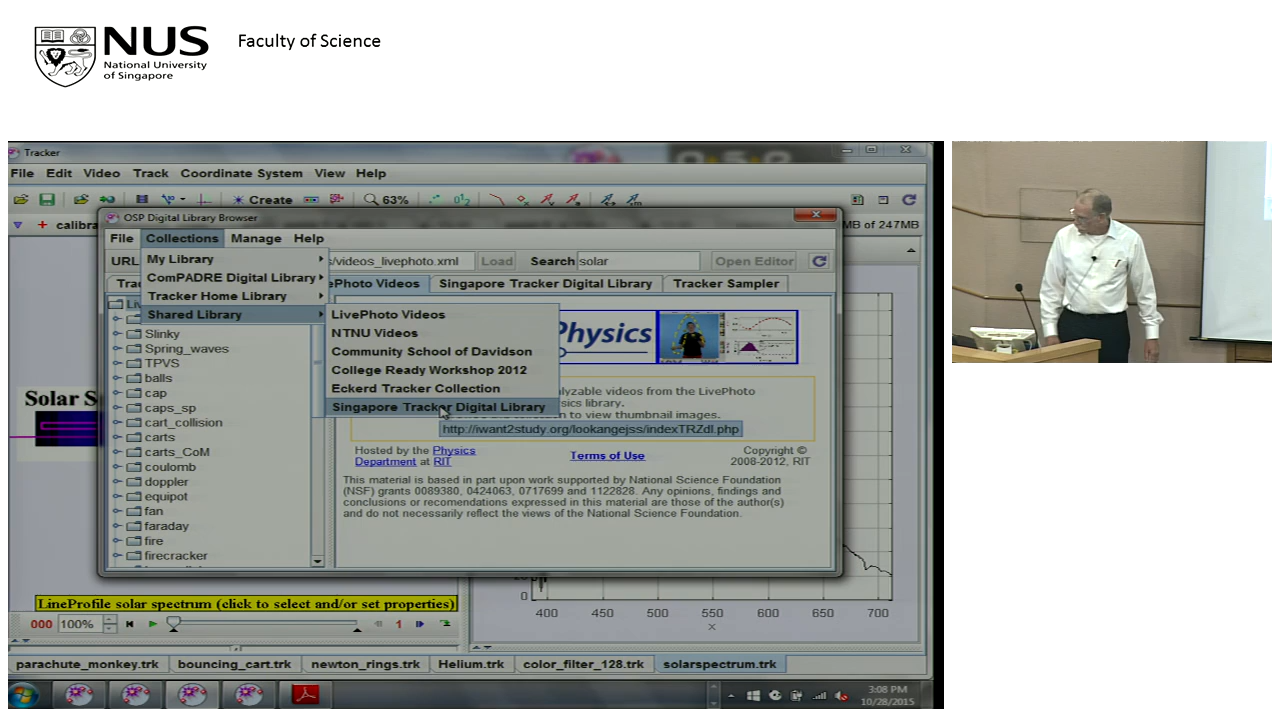 NUS
National University
of Singapore
Faculty of Science
Tracker
File Edit Video Track Coordinate System View Help
Create 63%
calibra MB of 247MB
OSP Digital Library Browser
File Collections Manage Help
URL s/videos_livephoto.xml Load Search solar Open Editor
Trac ePhoto Videos Singapore Tracker Digital Library Tracker Sampler
My Library
ComPADRE Digital Library
Tracker Home Library
Shared Library
LivePhoto Videos
NTNU Videos
Community School of Davidson
College Ready Workshop 2012
Eckerd Tracker Collection
Singapore Tracker Digital Library
http://iwant2study.org/lookangejss/indexTRZdl.php
Liv
Slinky
Spring_waves
TPVS
balls
cap
caps_sp
cart_collision
carts
carts_CoM
coulomb
doppler
equipot
fan
faraday
fire
firecracker
Physics
alyzable videos from the LivePhoto
sics library.
ction to view thumbnail images.
Hosted by the Physics
Department at RIT
Terms of Use
Copyright ©
2008-2012, RIT
This material is based in part upon work supported by National Science Foundation
(NSF) grants 0089380, 0424063, 0717699 and 1122828. Any opinions, findings and
conclusions or recomendations expressed in this material are those of the author(s)
and do not necessarily reflect the views of the National Science Foundation.
Solar S
0
400 450 500 550 600 650 700
x
LineProfile solar spectrum (click to select and/or set properties)
000 100% 1
parachute_monkey.trk bouncing_cart.trk newton_rings.trk Helium.trk color_filter_128.trk solarspectrum.trk
3:08 PM
10/28/2015